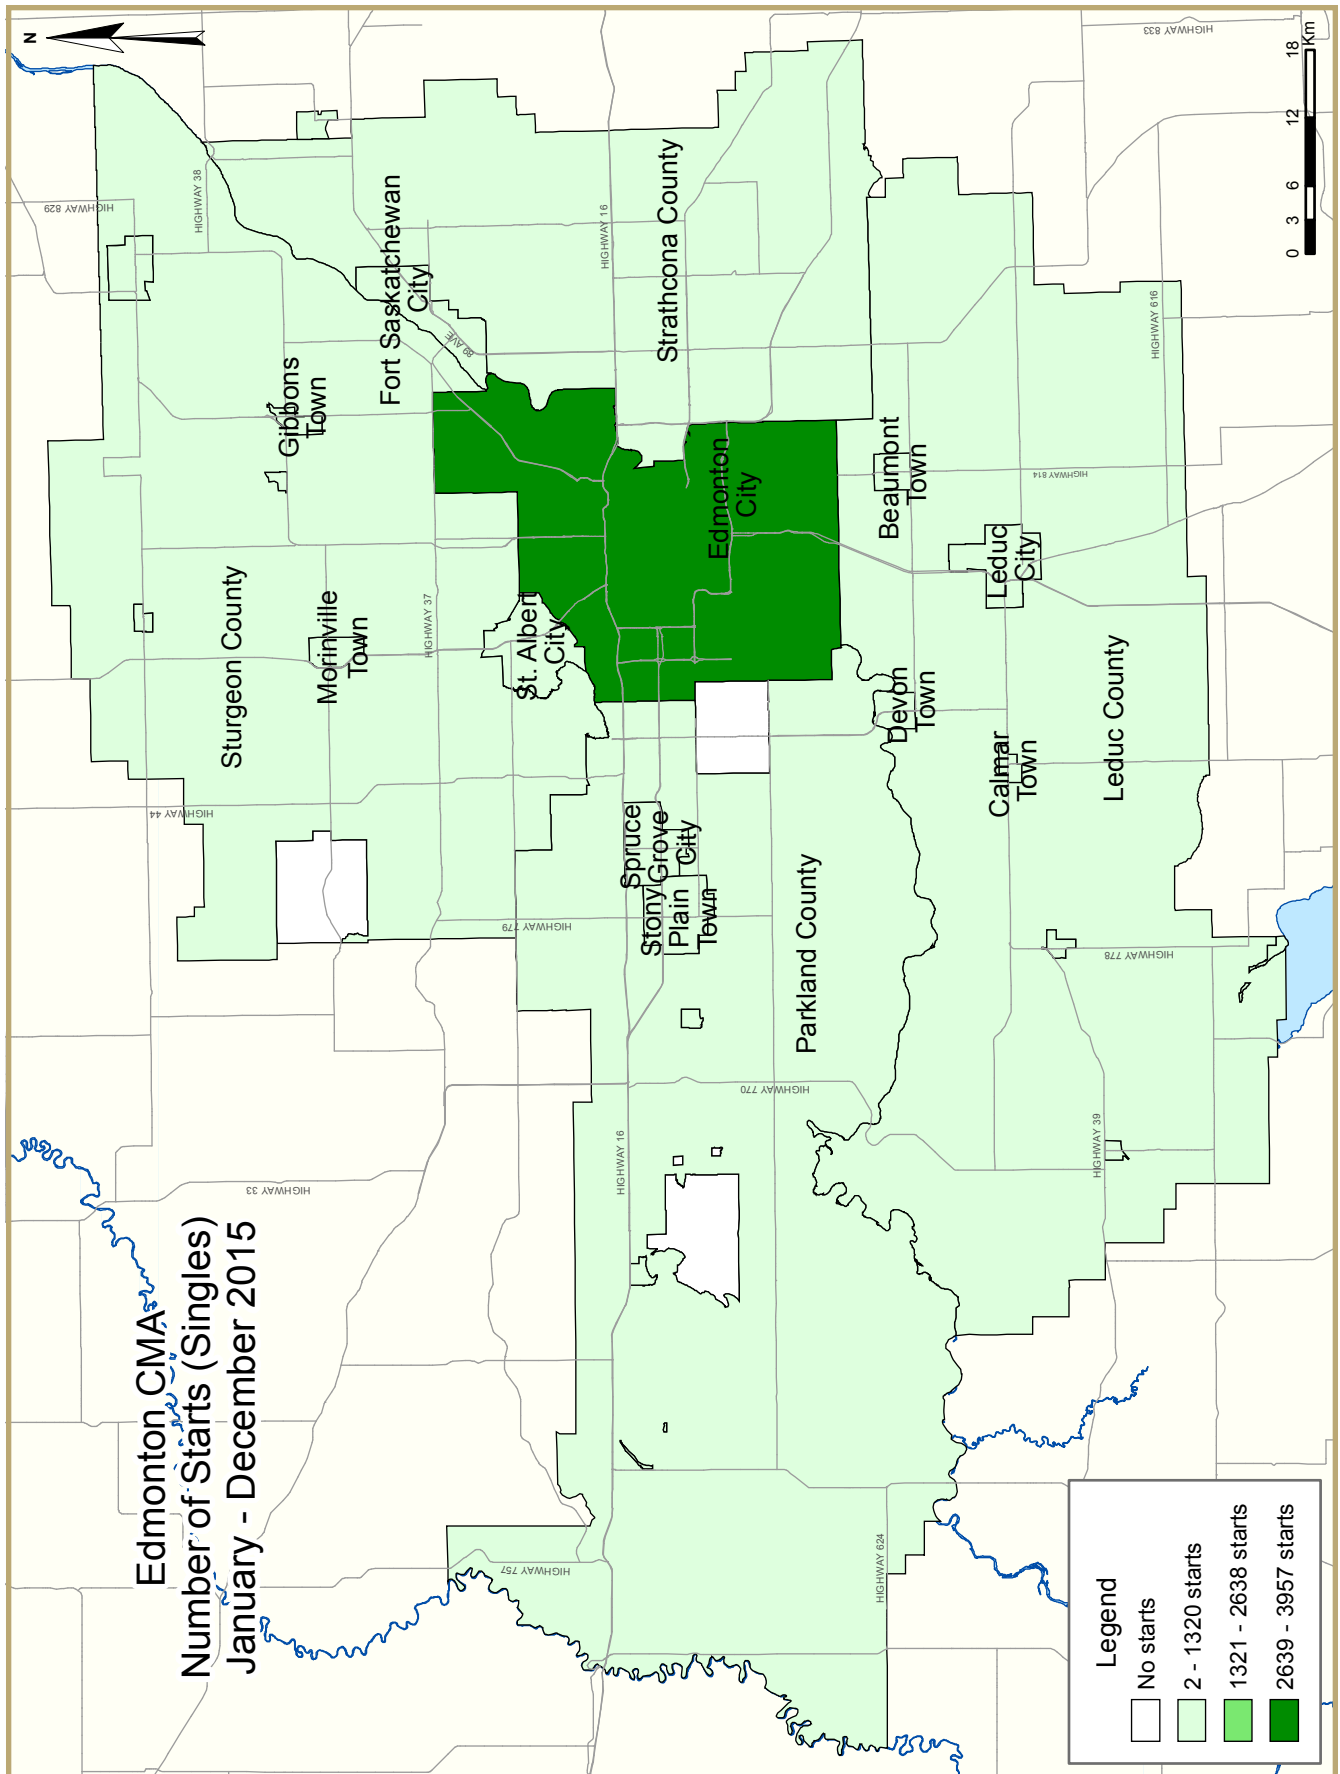 Edmonton CMA
Number of Starts (Singles)
January - December 2015
N
HIGHWAY 829
HIGHWAY 38
HIGHWAY 833
Fort Saskatchewan
City
89 AVE
HIGHWAY 16
Strathcona County
Gibbons
Town
Sturgeon County
Morinville
Town
HIGHWAY 37
HIGHWAY 44
St. Albert
City
Edmonton
City
Beaumont
Town
HIGHWAY 814
HIGHWAY 616
Leduc
City
Leduc County
Devon
Town
Calmar
Town
Spruce
Grove
City
Stony
Plain
Town
HIGHWAY 779
Parkland County
HIGHWAY 778
HIGHWAY 770
HIGHWAY 39
HIGHWAY 16
HIGHWAY 33
HIGHWAY 757
HIGHWAY 624
Legend
No starts
2 - 1320 starts
1321 - 2638 starts
2639 - 3957 starts
0 3 6 12 18
Km